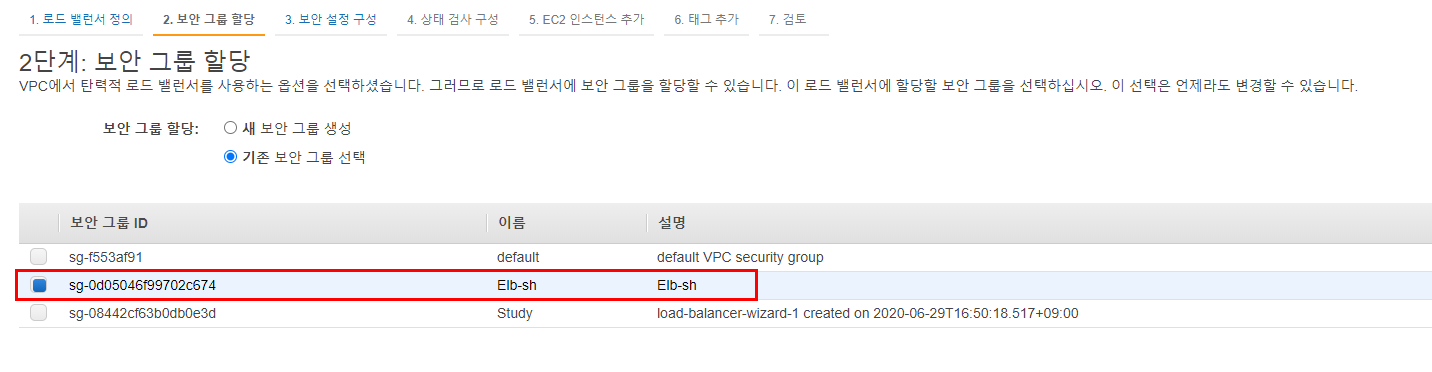 1. 로드 밸런서 정의 2. 보안 그룹 할당 3. 보안 설정 구성 4. 상태 검사 구성 5. EC2 인스턴스 추가 6. 태그 추가 7. 검토
2단계: 보안 그룹 할당
VPC에서 탄력적 로드 밸런서를 사용하는 옵션을 선택하셨습니다. 그러므로 로드 밸런서에 보안 그룹을 할당할 수 있습니다. 이 로드 밸런서에 할당할 보안 그룹을 선택하십시오. 이 선택은 언제라도 변경할 수 있습니다.
보안 그룹 할당: 새 보안 그룹 생성
기존 보안 그룹 선택
보안 그룹 ID 이름 설명
sg-f553af91 default default VPC security group
sg-0d05046f99702c674 Elb-sh Elb-sh
sg-08442cf63b0db0e3d Study load-balancer-wizard-1 created on 2020-06-29T16:50:18.517+09:00